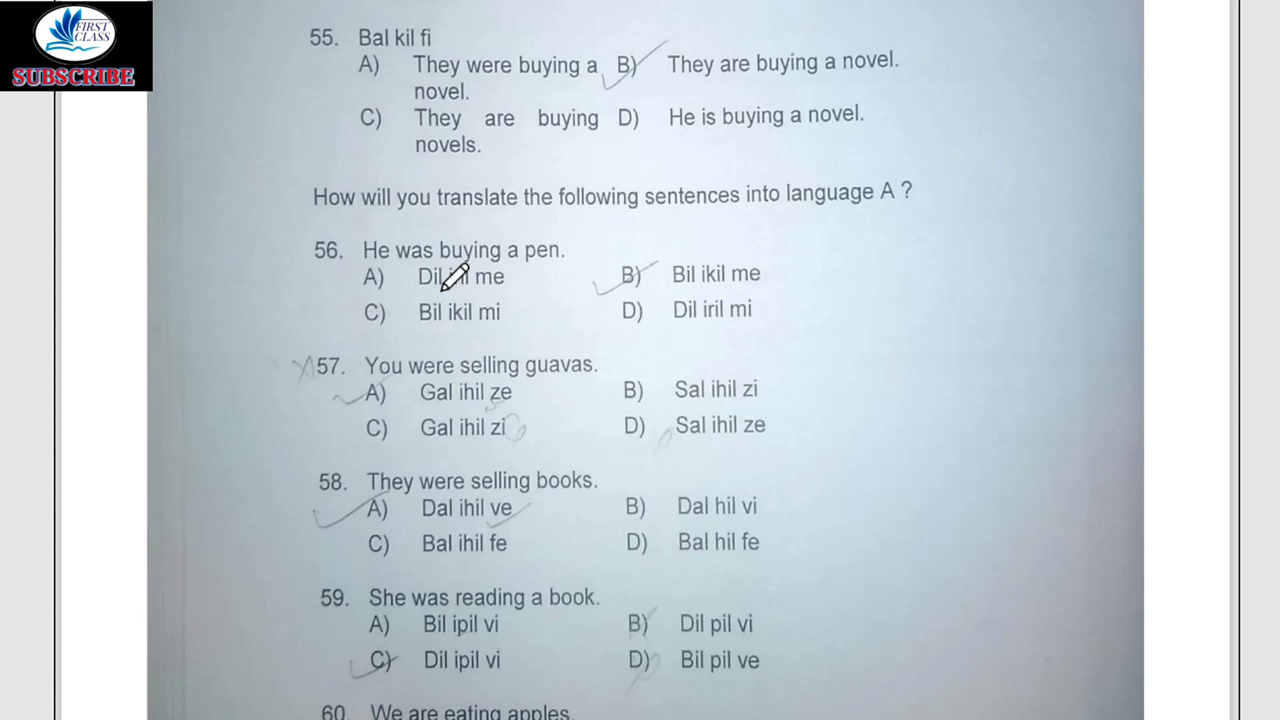 FIRST
CLASS
SUBSCRIBE
55. Bal kil fi
A) They were buying a novel. B) They are buying a novel.
C) They are buying novels. D) He is buying a novel.
How will you translate the following sentences into language A ?
56. He was buying a pen.
A) Dil me B) Bil ikil me
C) Bil ikil mi D) Dil iril mi
57. You were selling guavas.
A) Gal ihil ze B) Sal ihil zi
C) Gal ihil zi D) Sal ihil ze
58. They were selling books.
A) Dal ihil ve B) Dal hil vi
C) Bal ihil fe D) Bal hil fe
59. She was reading a book.
A) Bil ipil vi B) Dil pil vi
C) Dil ipil vi D) Bil pil ve
60. We are eating apples.